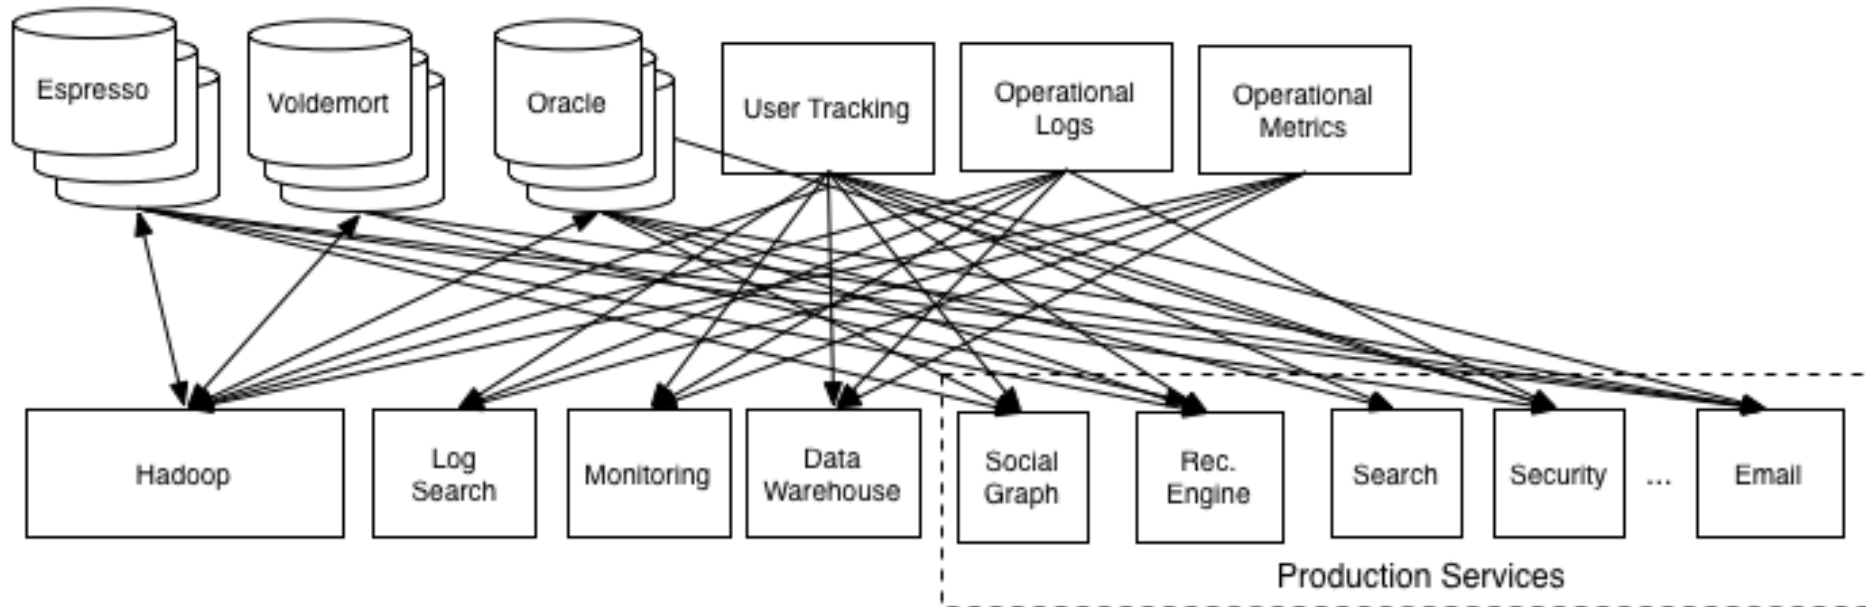 Espresso
Voldemort
Oracle
User Tracking
Operational
Logs
Operational
Metrics
Hadoop
Log
Search
Monitoring
Data
Warehouse
Social
Graph
Rec.
Engine
Search
Security
...
Email
Production Services